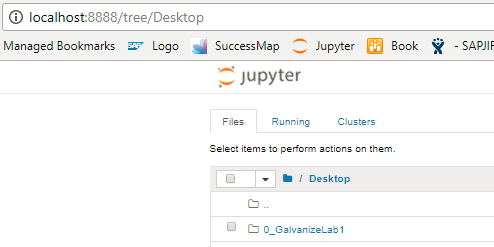 localhost:8888/tree/Desktop
Managed Bookmarks SAP Logo SuccessMap Jupyter Book - SAPJIF
jupyter
Files Running Clusters
Select items to perform actions on them.
/ Desktop
..
0_GalvanizeLab1